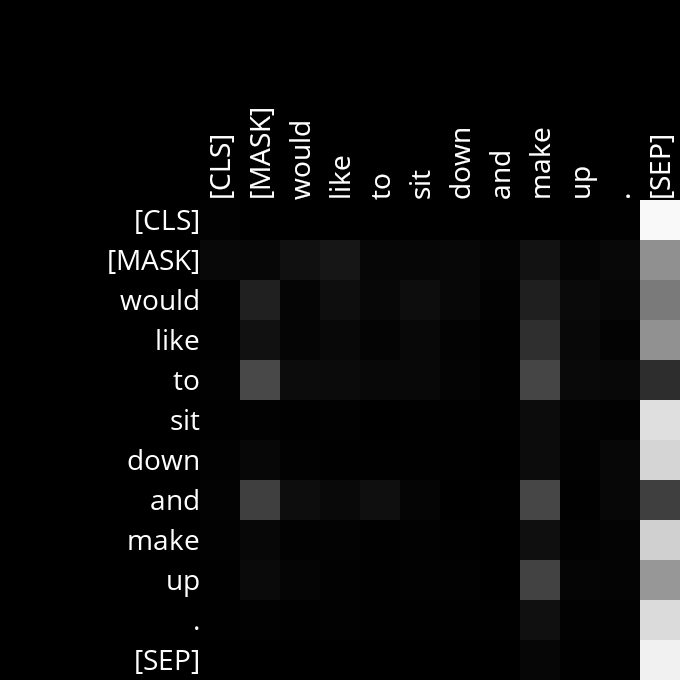 [CLS] [MASK] would like to sit down and make up . [SEP]
[CLS]
[MASK]
would
like
to
sit
down
and
make
up
.
[SEP]